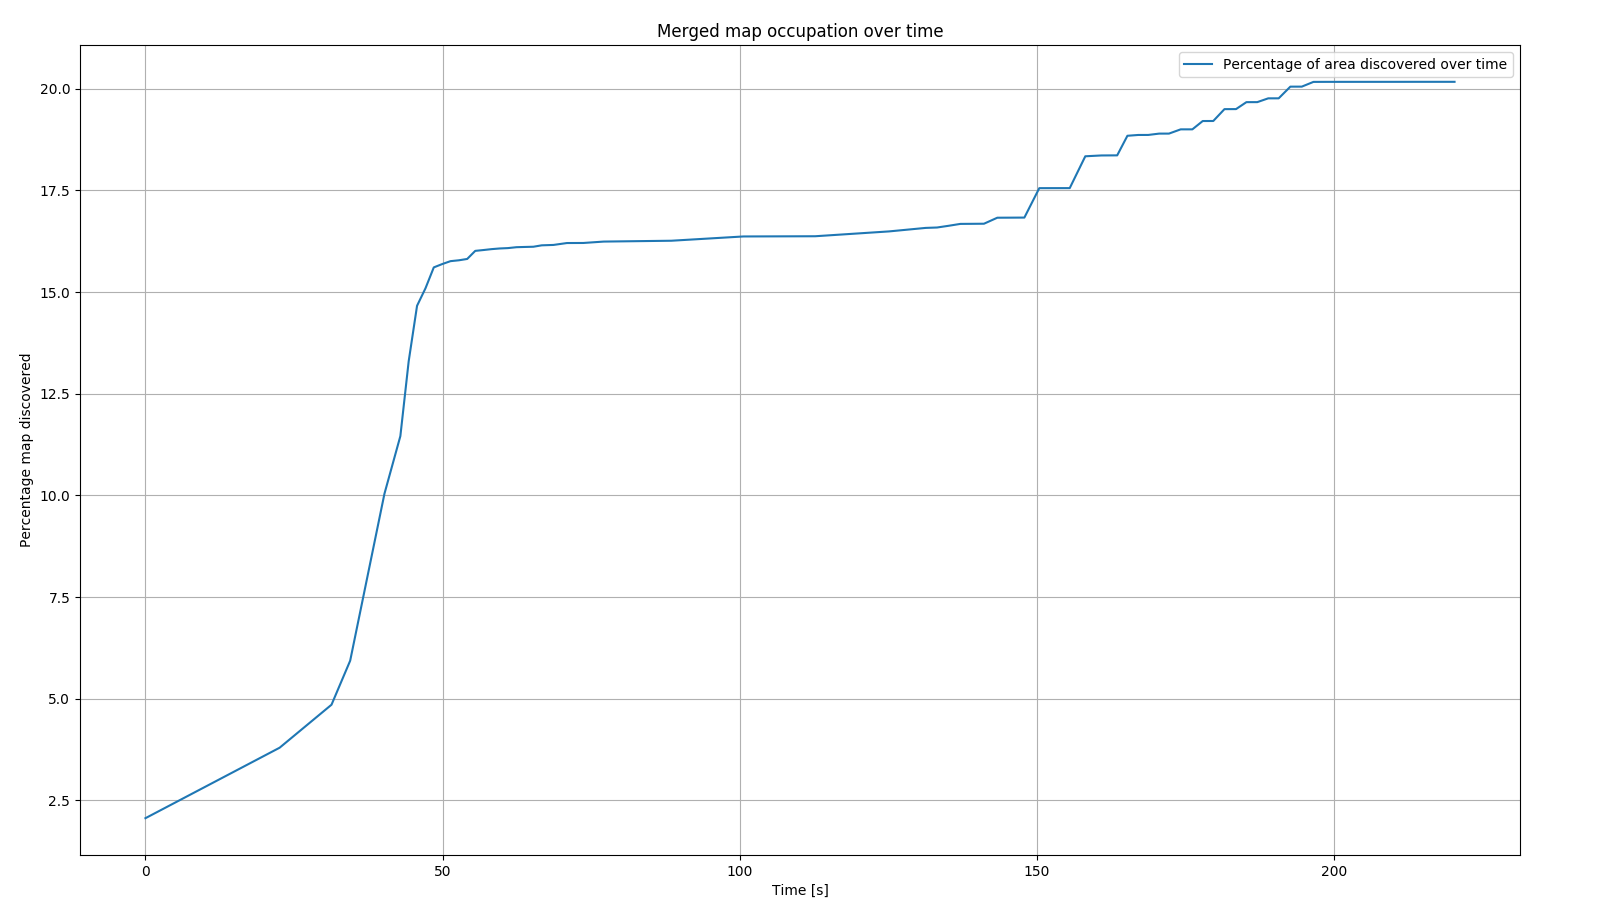 Merged map occupation over time
Percentage of area discovered over time
20.0
17.5
15.0
12.5
10.0
7.5
5.0
2.5
Percentage map discovered
0 50 100 150 200
Time [s]